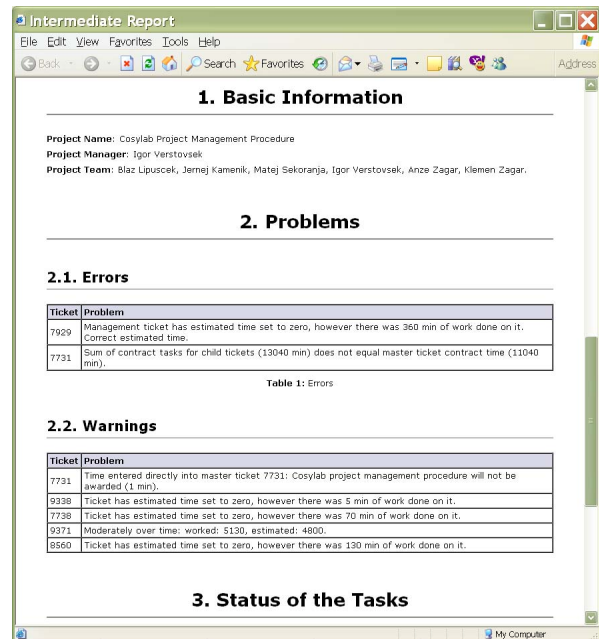 Intermediate Report
File Edit View Favorites Tools Help
Back Search Favorites Address
1. Basic Information
Project Name: Cosylab Project Management Procedure
Project Manager: Igor Verstovsek
Project Team: Blaz Lipuscek, Jernej Kamenik, Matej Sekoranja, Igor Verstovsek, Anze Zagar, Klemen Zagar.
2. Problems
2.1. Errors
Ticket Problem
7929 Management ticket has estimated time set to zero, however there was 360 min of work done on it.
Correct estimated time.
7731 Sum of contract tasks for child tickets (13040 min) does not equal master ticket contract time (11040
min).
Table 1: Errors
2.2. Warnings
Ticket Problem
7731 Time entered directly into master ticket 7731: Cosylab project management procedure will not be
awarded (1 min).
9338 Ticket has estimated time set to zero, however there was 5 min of work done on it.
7738 Ticket has estimated time set to zero, however there was 70 min of work done on it.
9371 Moderately over time: worked: 5130, estimated: 4800.
8560 Ticket has estimated time set to zero, however there was 130 min of work done on it.
3. Status of the Tasks
My Computer